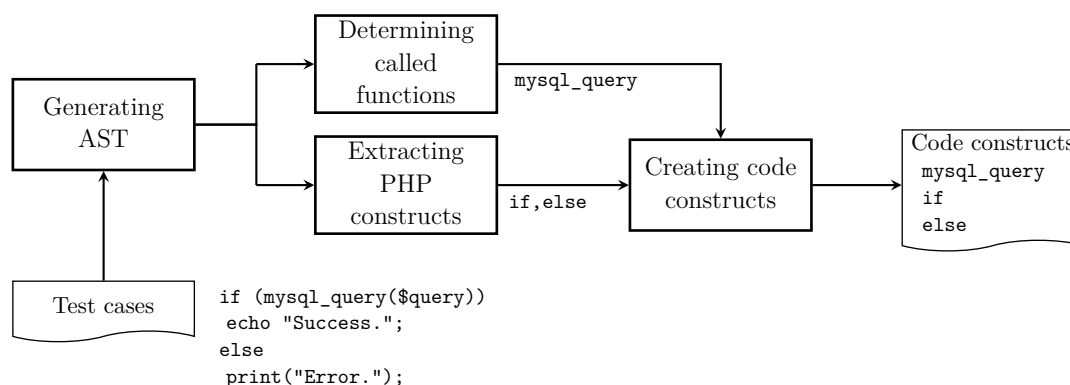 Determining
called
functions
mysql_query
Generating
AST
Extracting
PHP
constructs
if,else
Creating code
constructs
Code constructs
mysql_query
if
else
Test cases
if (mysql_query($query))
echo "Success.";
else
print("Error.");